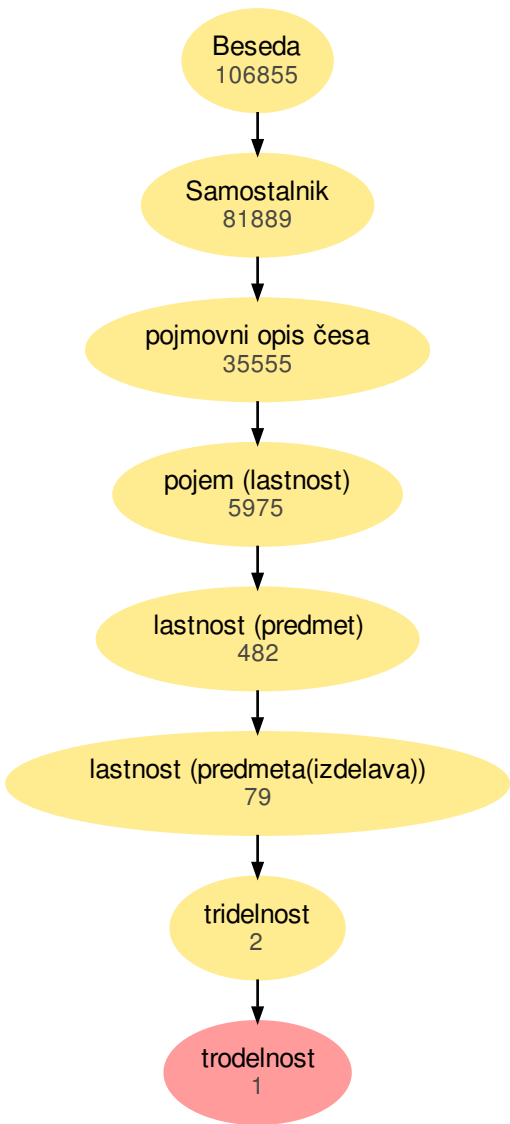 Beseda
106855
Samostalnik
81889
pojmovni opis česa
35555
pojem (lastnost)
5975
lastnost (predmet)
482
lastnost (predmeta(izdelava))
79
tridelnost
2
trodelnost
1